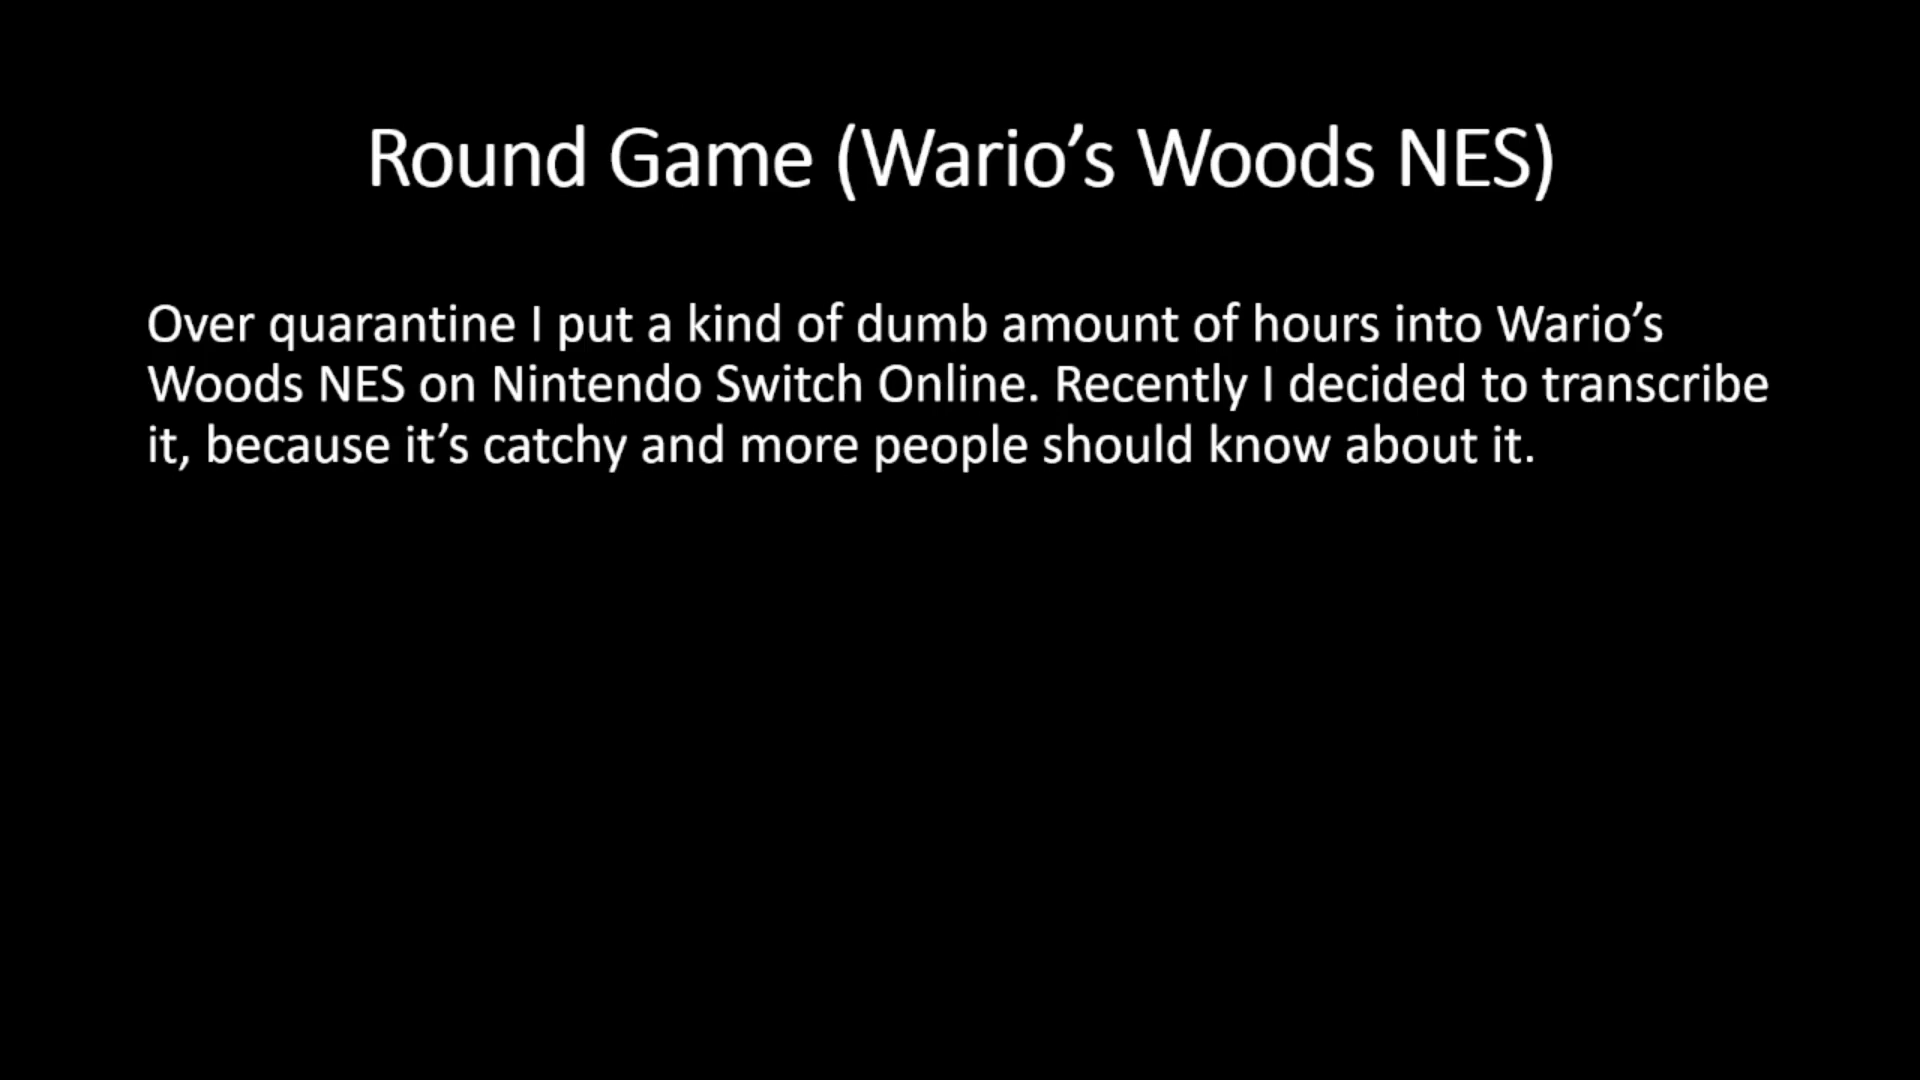 Round Game (Wario’s Woods NES)
Over quarantine I put a kind of dumb amount of hours into Wario’s
Woods NES on Nintendo Switch Online. Recently I decided to transcribe
it, because it’s catchy and more people should know about it.